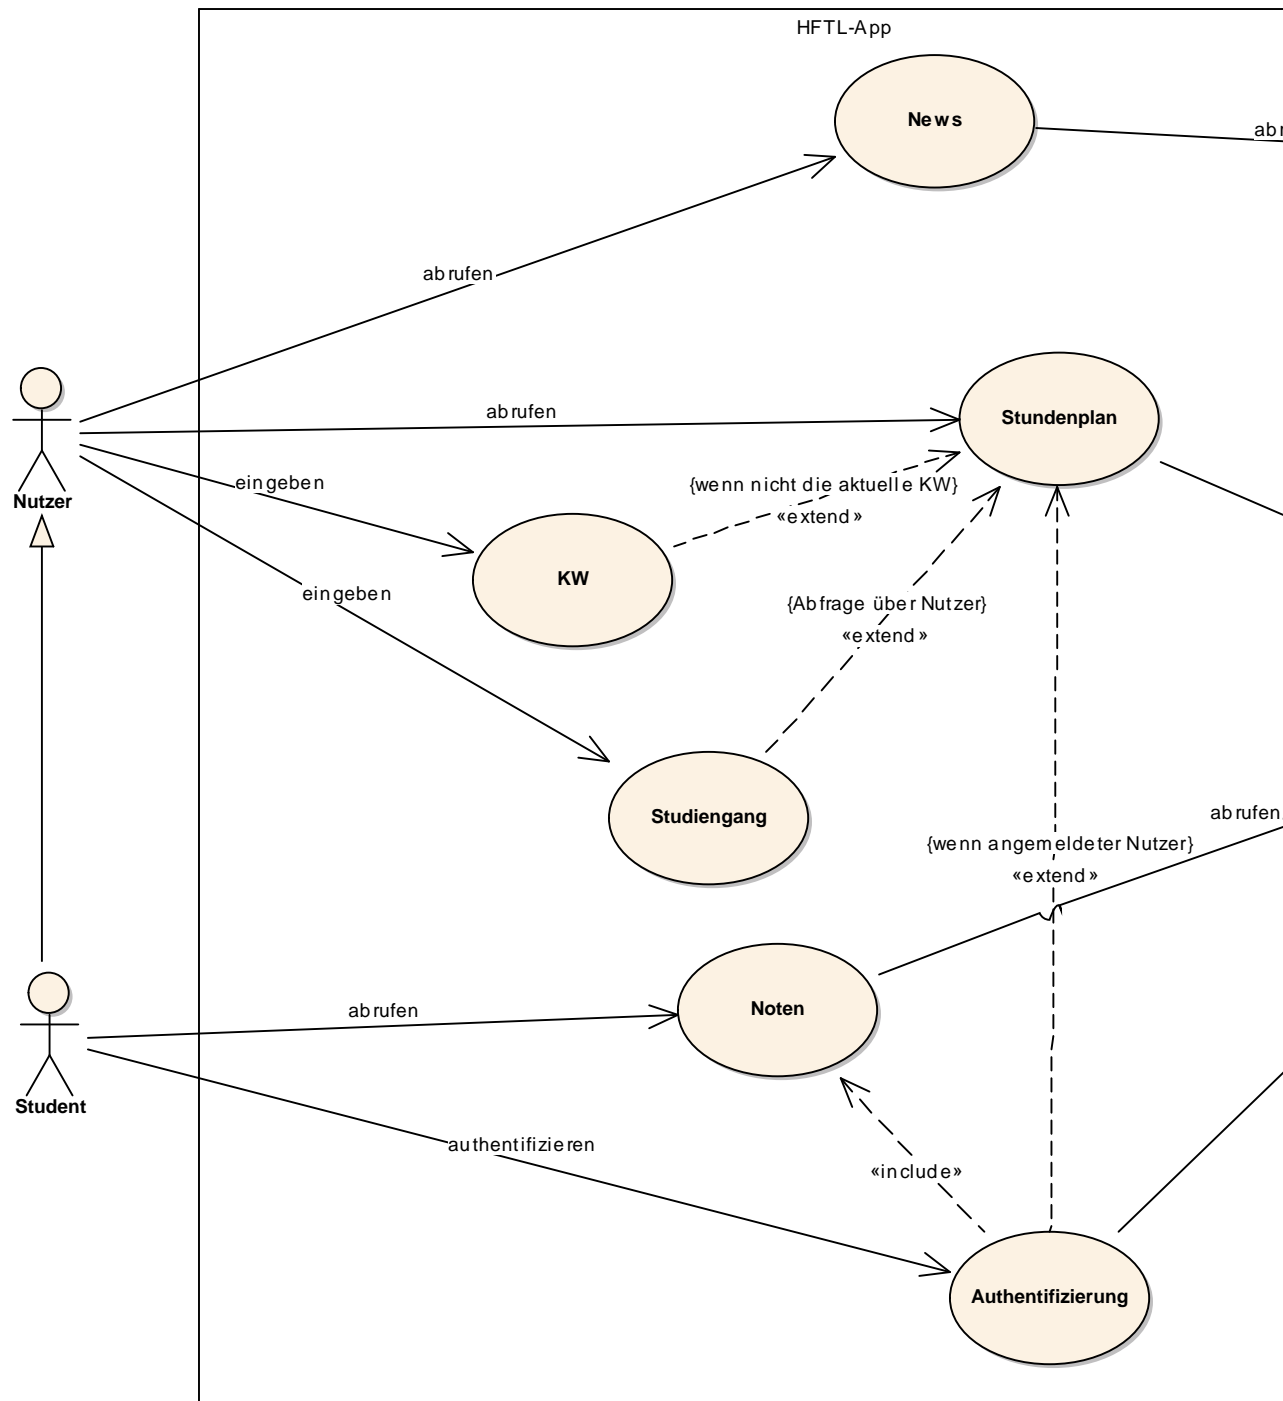 HFTL-App
News
abr
abrufen
Stundenplan
abrufen
Nutzer
eingeben
{wenn nicht die aktuelle KW}
«extend»
KW
eingeben
{Abfrage über Nutzer}
«extend»
Studiengang
abrufen
{wenn angemeldeter Nutzer}
«extend»
Noten
abrufen
Student
authentifizieren
«include»
Authentifizierung